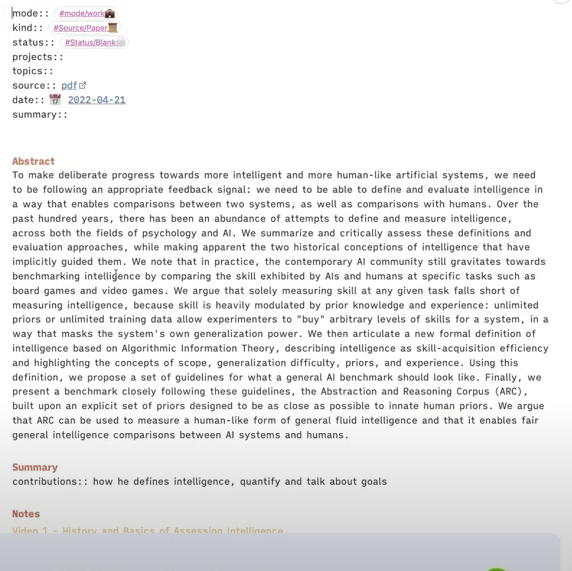 mode:: #mode/work
kind:: #Source/Paper
status:: #Status/Blank
projects::
topics::
source:: pdf
date:: 📅 2022-04-21
summary::
Abstract
To make deliberate progress towards more intelligent and more human-like artificial systems, we need
to be following an appropriate feedback signal: we need to be able to define and evaluate intelligence in
a way that enables comparisons between two systems, as well as comparisons with humans. Over the
past hundred years, there has been an abundance of attempts to define and measure intelligence,
across both the fields of psychology and AI. We summarize and critically assess these definitions and
evaluation approaches, while making apparent the two historical conceptions of intelligence that have
implicitly guided them. We note that in practice, the contemporary AI community still gravitates towards
benchmarking intelligence by comparing the skill exhibited by AIs and humans at specific tasks such as
board games and video games. We argue that solely measuring skill at any given task falls short of
measuring intelligence, because skill is heavily modulated by prior knowledge and experience: unlimited
priors or unlimited training data allow experimenters to "buy" arbitrary levels of skills for a system, in a
way that masks the system's own generalization power. We then articulate a new formal definition of
intelligence based on Algorithmic Information Theory, describing intelligence as skill-acquisition efficiency
and highlighting the concepts of scope, generalization difficulty, priors, and experience. Using this
definition, we propose a set of guidelines for what a general AI benchmark should look like. Finally, we
present a benchmark closely following these guidelines, the Abstraction and Reasoning Corpus (ARC),
built upon an explicit set of priors designed to be as close as possible to innate human priors. We argue
that ARC can be used to measure a human-like form of general fluid intelligence and that it enables fair
general intelligence comparisons between AI systems and humans.
Summary
contributions:: how he defines intelligence, quantify and talk about goals
Notes
Video 1 - History and Basics of Assessing Intelligence